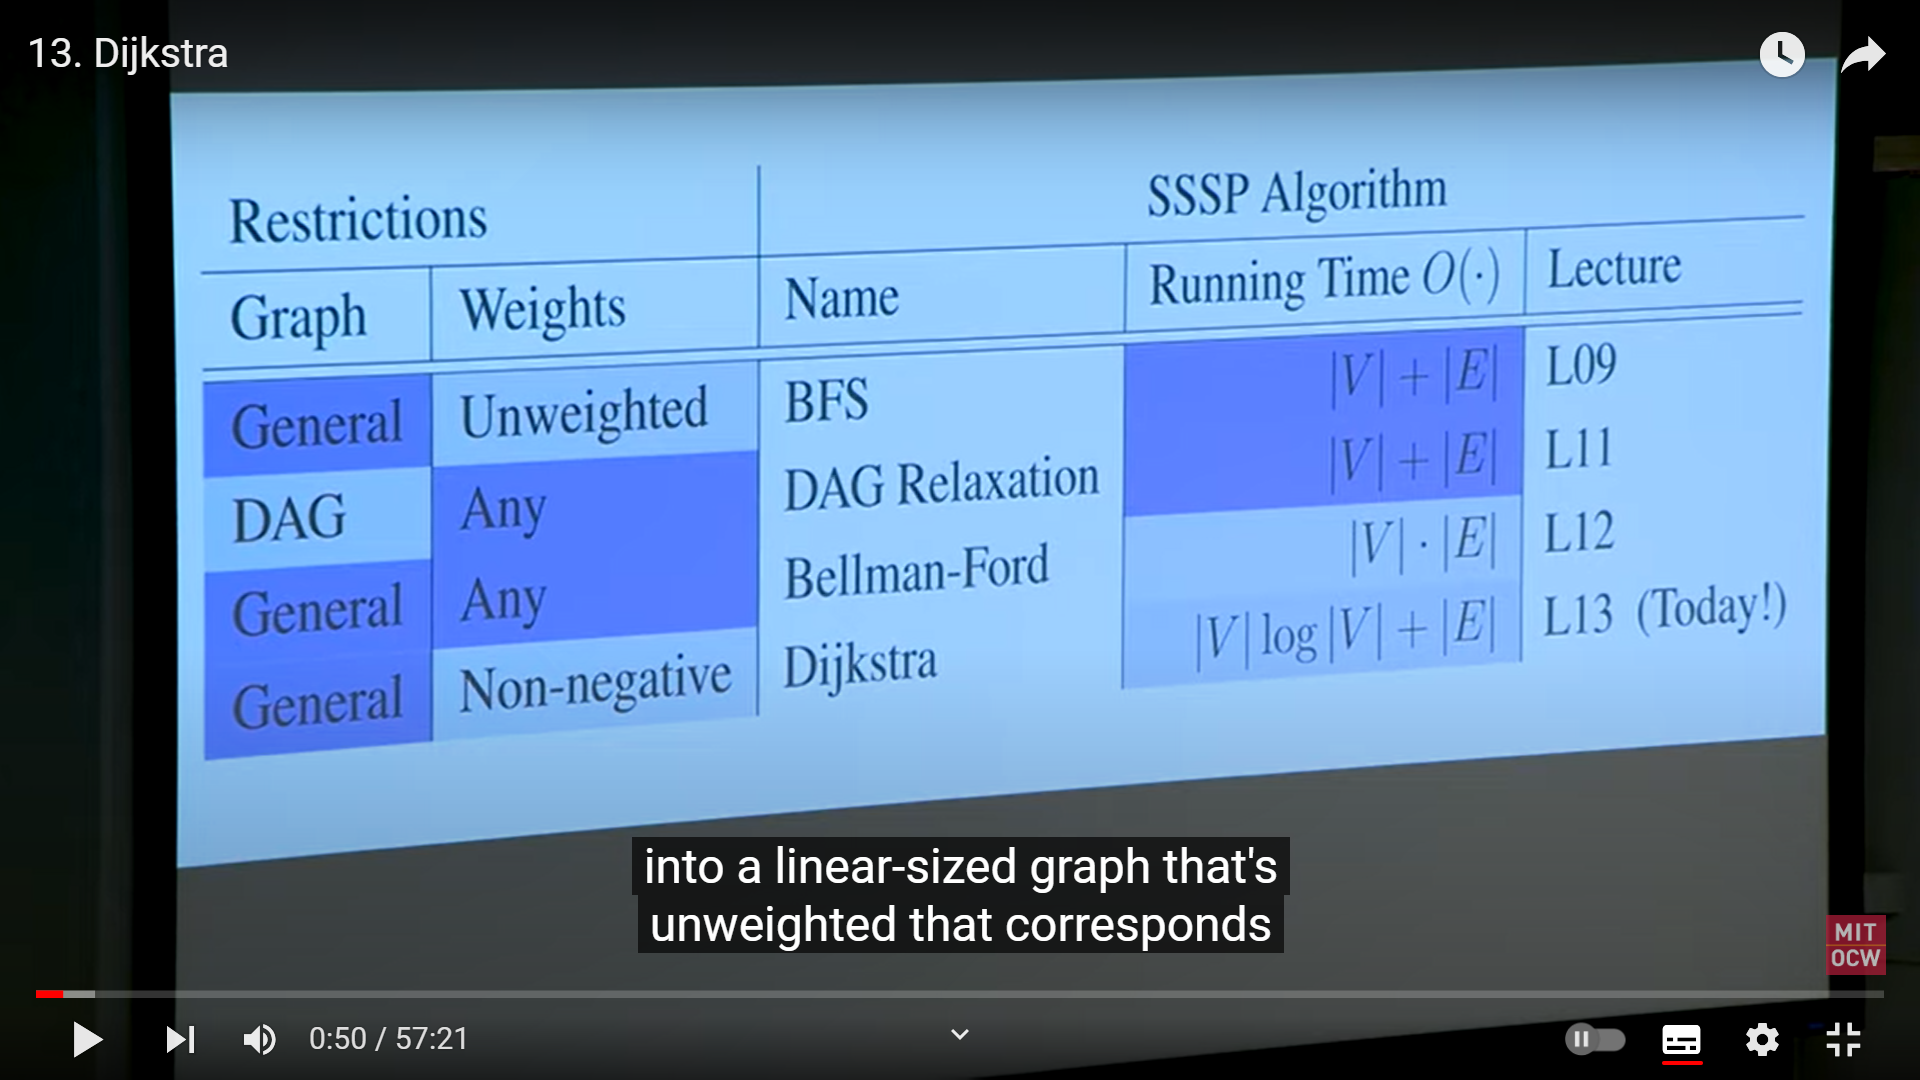 13. Dijkstra
Restrictions SSSP Algorithm
Graph Weights Name Running Time O(·) Lecture
General Unweighted BFS |V| + |E| L09
DAG Any DAG Relaxation |V| + |E| L11
General Any Bellman-Ford |V| · |E| L12
General Non-negative Dijkstra |V| log |V| + |E| L13 (Today!)
into a linear-sized graph that's
unweighted that corresponds
MIT
OCW
0:50 / 57:21